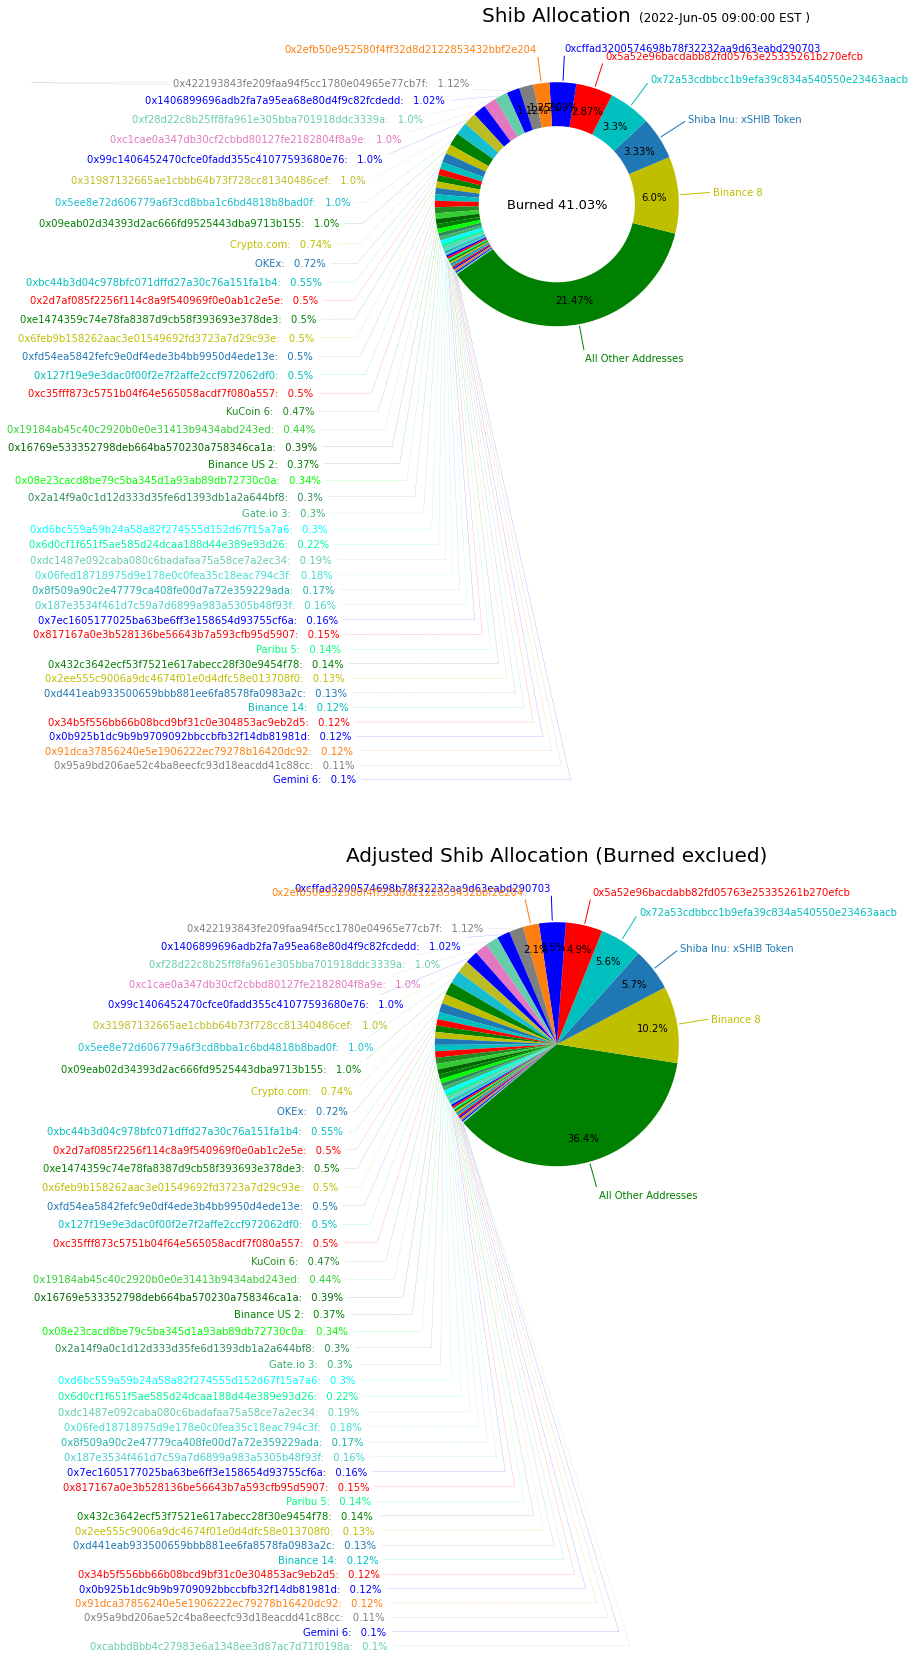 Shib Allocation (2022-Jun-05 09:00:00 EST )
0x2efb50e952580f4ff32d8d2122853432bbf2e204
0xcffad3200574698b78f32232aa9d63eabd290703
0x5a52e96bacdabb82fd05763e25335261b270efcb
0x72a53cdbbcc1b9efa39c834a540550e23463aacb
Shiba Inu: xSHIB Token
Binance 8
All Other Addresses
1.12%
2.87%
3.3%
3.33%
6.0%
21.47%
Burned 41.03%
0x422193843fe209faa94f5cc1780e04965e77cb7f: 1.12%
0x1406899696adb2fa7a95ea68e80d4f9c82fcdedd: 1.02%
0xf28d22c8b25ff8fa961e305bba701918ddc3339a: 1.0%
0xc1cae0a347db30cf2cbbd80127fe2182804f8a9e: 1.0%
0x99c1406452470cfce0fadd355c41077593680e76: 1.0%
0x31987132665ae1cbbb64b73f728cc81340486cef: 1.0%
0x5ee8e72d606779a6f3cd8bba1c6bd4818b8bad0f: 1.0%
0x09eab02d34393d2ac666fd9525443dba9713b155: 1.0%
Crypto.com: 0.74%
OKEx: 0.72%
0xbc44b3d04c978bfc071dffd27a30c76a151fa1b4: 0.55%
0x2d7af085f2256f114c8a9f540969f0e0ab1c2e5e: 0.5%
0xe1474359c74e78fa8387d9cb58f393693e378de3: 0.5%
0x6feb9b158262aac3e01549692fd3723a7d29c93e: 0.5%
0xfd54ea5842fefc9e0df4ede3b4bb9950d4ede13e: 0.5%
0x127f19e9e3dac0f00f2e7f2affe2ccf972062df0: 0.5%
0xc35fff873c5751b04f64e565058acdf7f080a557: 0.5%
KuCoin 6: 0.47%
0x19184ab45c40c2920b0e0e31413b9434abd243ed: 0.44%
0x16769e533352798deb664ba570230a758346ca1a: 0.39%
Binance US 2: 0.37%
0x08e23cacd8be79c5ba345d1a93ab89db72730c0a: 0.34%
0x2a14f9a0c1d12d333d35fe6d1393db1a2a644bf8: 0.3%
Gate.io 3: 0.3%
0xd6bc559a59b24a58a82f274555d152d67f15a7a6: 0.3%
0x6d0cf1f651f5ae585d24dcaa188d44e389e93d26: 0.22%
0xdc1487e092caba080c6badafaa75a58ce7a2ec34: 0.19%
0x06fed18718975d9e178e0c0fea35c18eac794c3f: 0.18%
0x8f509a90c2e47779ca408fe00d7a72e359229ada: 0.17%
0x187e3534f461d7c59a7d6899a983a5305b48f93f: 0.16%
0x7ec1605177025ba63be6ff3e158654d93755cf6a: 0.16%
0x817167a0e3b528136be56643b7a593cfb95d5907: 0.15%
Paribu 5: 0.14%
0x432c3642ecf53f7521e617abecc28f30e9454f78: 0.14%
0x2ee555c9006a9dc4674f01e0d4dfc58e013708f0: 0.13%
0xd441eab933500659bbb881ee6fa8578fa0983a2c: 0.13%
Binance 14: 0.12%
0x34b5f556bb66b08bcd9bf31c0e304853ac9eb2d5: 0.12%
0x0b925b1dc9b9b9709092bbccbfb32f14db81981d: 0.12%
0x91dca37856240e5e1906222ec79278b16420dc92: 0.12%
0x95a9bd206ae52c4ba8eecfc93d18eacdd41c88cc: 0.11%
Gemini 6: 0.1%
Adjusted Shib Allocation (Burned exclued)
0xcffad3200574698b78f32232aa9d63eabd290703
0x2efb50e952580f4ff32d8d2122853432bbf2e204
0x5a52e96bacdabb82fd05763e25335261b270efcb
0x72a53cdbbcc1b9efa39c834a540550e23463aacb
Shiba Inu: xSHIB Token
Binance 8
All Other Addresses
2.1%
4.9%
5.6%
5.7%
10.2%
36.4%
0x422193843fe209faa94f5cc1780e04965e77cb7f: 1.12%
0x1406899696adb2fa7a95ea68e80d4f9c82fcdedd: 1.02%
0xf28d22c8b25ff8fa961e305bba701918ddc3339a: 1.0%
0xc1cae0a347db30cf2cbbd80127fe2182804f8a9e: 1.0%
0x99c1406452470cfce0fadd355c41077593680e76: 1.0%
0x31987132665ae1cbbb64b73f728cc81340486cef: 1.0%
0x5ee8e72d606779a6f3cd8bba1c6bd4818b8bad0f: 1.0%
0x09eab02d34393d2ac666fd9525443dba9713b155: 1.0%
Crypto.com: 0.74%
OKEx: 0.72%
0xbc44b3d04c978bfc071dffd27a30c76a151fa1b4: 0.55%
0x2d7af085f2256f114c8a9f540969f0e0ab1c2e5e: 0.5%
0xe1474359c74e78fa8387d9cb58f393693e378de3: 0.5%
0x6feb9b158262aac3e01549692fd3723a7d29c93e: 0.5%
0xfd54ea5842fefc9e0df4ede3b4bb9950d4ede13e: 0.5%
0x127f19e9e3dac0f00f2e7f2affe2ccf972062df0: 0.5%
0xc35fff873c5751b04f64e565058acdf7f080a557: 0.5%
KuCoin 6: 0.47%
0x19184ab45c40c2920b0e0e31413b9434abd243ed: 0.44%
0x16769e533352798deb664ba570230a758346ca1a: 0.39%
Binance US 2: 0.37%
0x08e23cacd8be79c5ba345d1a93ab89db72730c0a: 0.34%
0x2a14f9a0c1d12d333d35fe6d1393db1a2a644bf8: 0.3%
Gate.io 3: 0.3%
0xd6bc559a59b24a58a82f274555d152d67f15a7a6: 0.3%
0x6d0cf1f651f5ae585d24dcaa188d44e389e93d26: 0.22%
0xdc1487e092caba080c6badafaa75a58ce7a2ec34: 0.19%
0x06fed18718975d9e178e0c0fea35c18eac794c3f: 0.18%
0x8f509a90c2e47779ca408fe00d7a72e359229ada: 0.17%
0x187e3534f461d7c59a7d6899a983a5305b48f93f: 0.16%
0x7ec1605177025ba63be6ff3e158654d93755cf6a: 0.16%
0x817167a0e3b528136be56643b7a593cfb95d5907: 0.15%
Paribu 5: 0.14%
0x432c3642ecf53f7521e617abecc28f30e9454f78: 0.14%
0x2ee555c9006a9dc4674f01e0d4dfc58e013708f0: 0.13%
0xd441eab933500659bbb881ee6fa8578fa0983a2c: 0.13%
Binance 14: 0.12%
0x34b5f556bb66b08bcd9bf31c0e304853ac9eb2d5: 0.12%
0x0b925b1dc9b9b9709092bbccbfb32f14db81981d: 0.12%
0x91dca37856240e5e1906222ec79278b16420dc92: 0.12%
0x95a9bd206ae52c4ba8eecfc93d18eacdd41c88cc: 0.11%
Gemini 6: 0.1%
0xcabbd8bb4c27983e6a1348ee3d87ac7d71f0198a: 0.1%